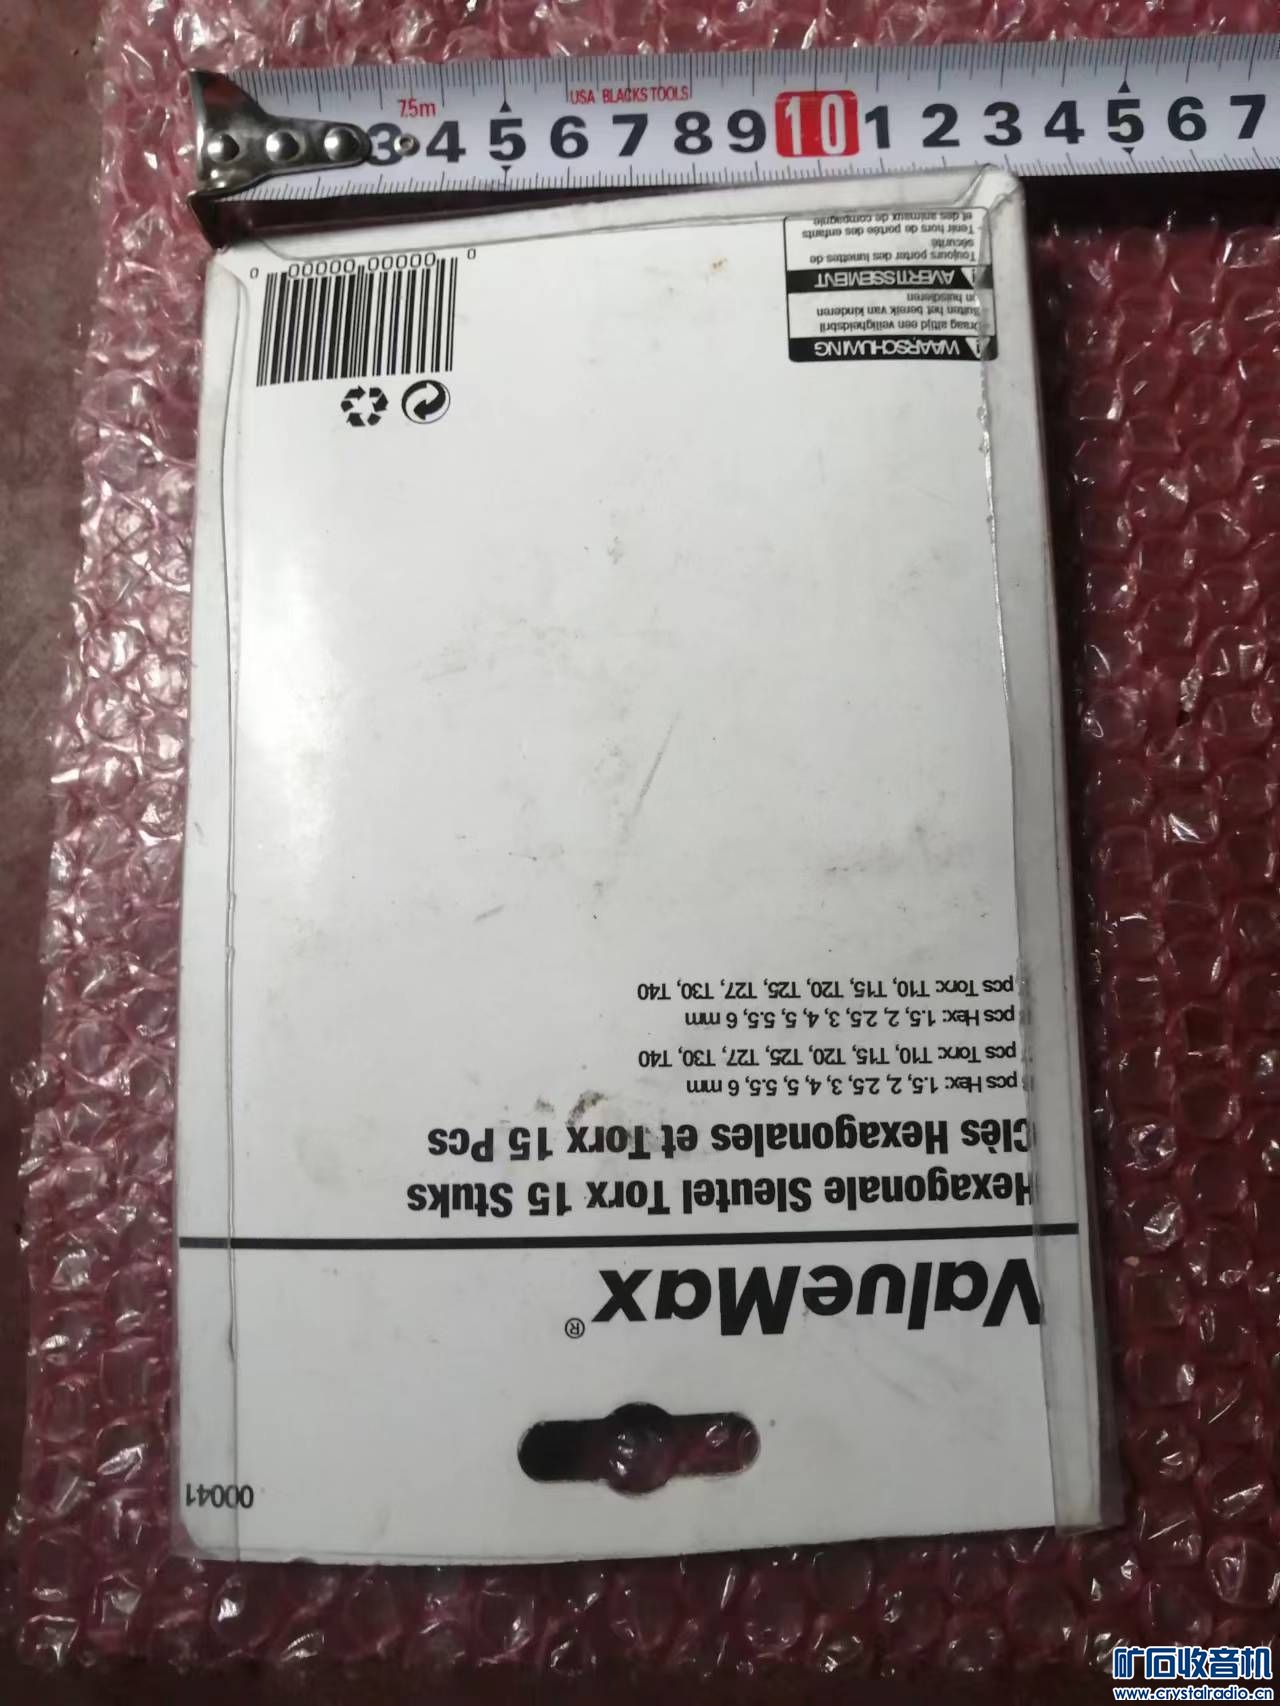 7.5m
USA BLACKS TOOLS
3 4 5 6 7 8 9 10 1 2 3 4 5 6 7
00041
ValueMax®
Hexagonale Sleutel Torx 15 Stuks
Clès Hexagonales et Torx 15 Pcs
pcs Hex: 1.5, 2, 2.5, 3, 4, 5, 5.5, 6 mm
pcs Torx: T10, T15, T20, T25, T27, T30, T40
pcs Hex: 1.5, 2, 2.5, 3, 4, 5, 5.5, 6 mm
pcs Torx: T10, T15, T20, T25, T27, T30, T40
WAARSCHUWING
Draag altijd een veiligheidsbril
Buiten het bereik van kinderen
en huisdieren
AVERTISSEMENT
Toujours porter des lunettes de
sécurité
Tenir hors de portée des enfants
et des animaux de compagnie
0 00000 00000 0
矿石收音机
www.crystalradio.cn